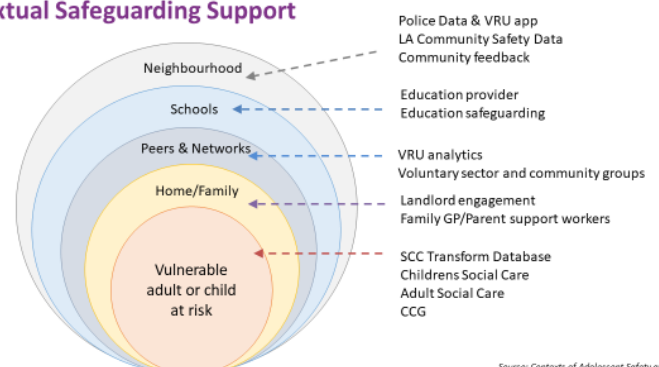 xtual Safeguarding Support
Police Data & VRU app
LA Community Safety Data
Community feedback
Neighbourhood
Education provider
Education safeguarding
Schools
Peers & Networks
VRU analytics
Voluntary sector and community groups
Home/Family
Landlord engagement
Family GP/Parent support workers
Vulnerable
adult or child
at risk
SCC Transform Database
Childrens Social Care
Adult Social Care
CCG
Source: Contexts of Adolescent Safety